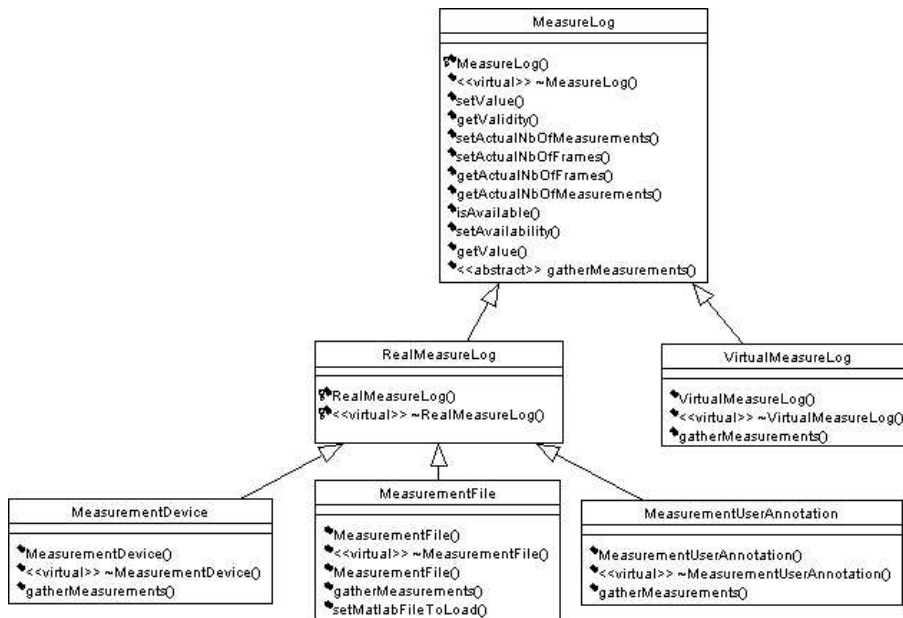 MeasureLog
MeasureLog()
<<virtual>> ~MeasureLog()
setValue()
getValidity()
setActualNbOfMeasurements()
setActualNbOfFrames()
getActualNbOfFrames()
getActualNbOfMeasurements()
isAvailable()
setAvailability()
getValue()
<<abstract>> gatherMeasurements()
RealMeasureLog
RealMeasureLog()
<<virtual>> ~RealMeasureLog()
VirtualMeasureLog
VirtualMeasureLog()
<<virtual>> ~VirtualMeasureLog()
gatherMeasurements()
MeasurementDevice
MeasurementDevice()
<<virtual>> ~MeasurementDevice()
gatherMeasurements()
MeasurementFile
MeasurementFile()
<<virtual>> ~MeasurementFile()
MeasurementFile()
gatherMeasurements()
setMatlabFileToLoad()
MeasurementUserAnnotation
MeasurementUserAnnotation()
<<virtual>> ~MeasurementUserAnnotation()
gatherMeasurements()